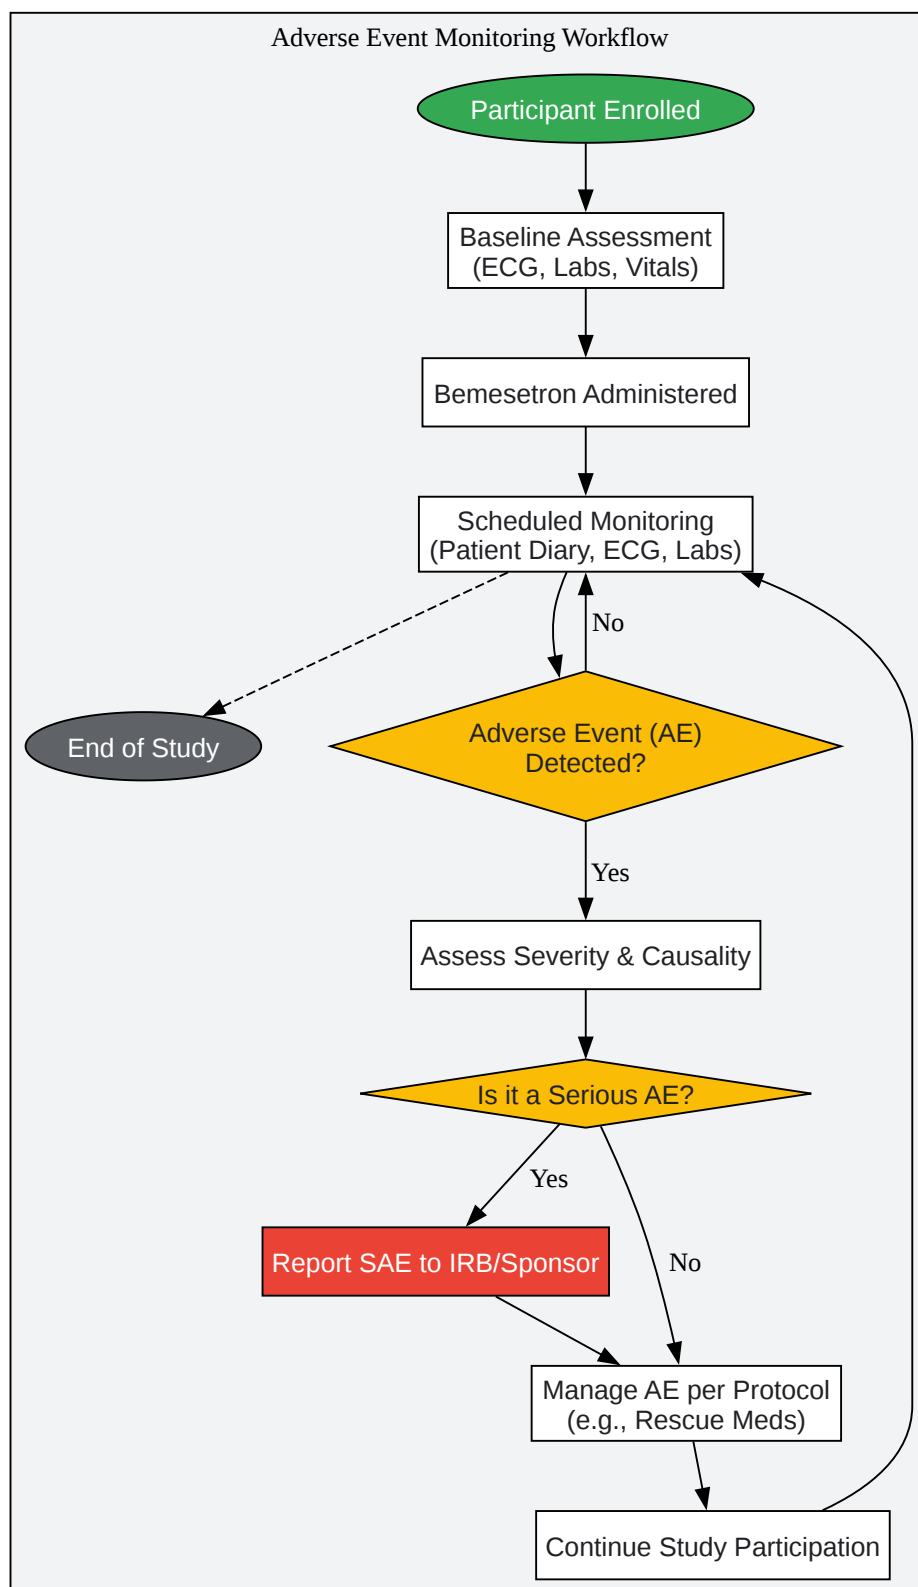 Adverse Event Monitoring Workflow
Participant Enrolled
Baseline Assessment
(ECG, Labs, Vitals)
Bemesetron Administered
Scheduled Monitoring
(Patient Diary, ECG, Labs)
No
End of Study
Adverse Event (AE)
Detected?
Yes
Assess Severity & Causality
Is it a Serious AE?
Yes
Report SAE to IRB/Sponsor
No
Manage AE per Protocol
(e.g., Rescue Meds)
Continue Study Participation